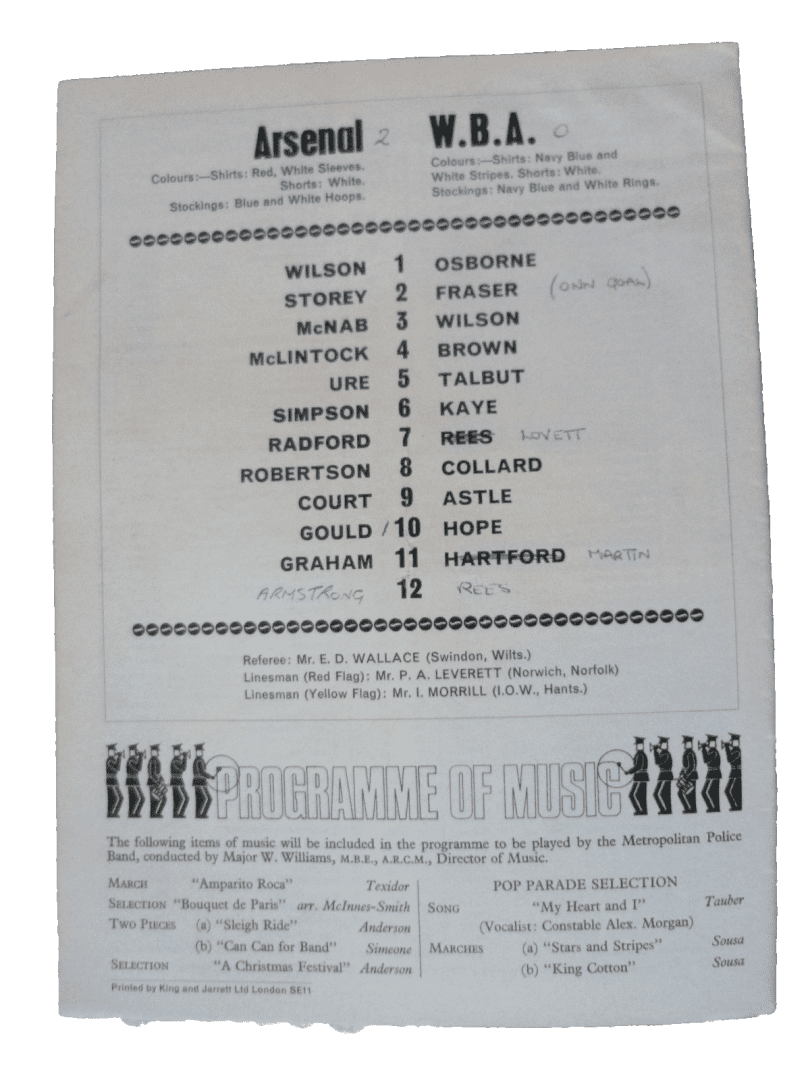 Arsenal 2 W.B.A. 0
Colours:—Shirts: Red, White Sleeves.
Shorts: White.
Stockings: Blue and White Hoops.
Colours:—Shirts: Navy Blue and
White Stripes. Shorts: White.
Stockings: Navy Blue and White Rings.
WILSON 1 OSBORNE
STOREY 2 FRASER (OWN GOAL)
McNAB 3 WILSON
McLINTOCK 4 BROWN
URE 5 TALBUT
SIMPSON 6 KAYE
RADFORD 7 REES LOVETT
ROBERTSON 8 COLLARD
COURT 9 ASTLE
GOULD / 10 HOPE
GRAHAM 11 HARTFORD MARTIN
ARMSTRONG 12 REES
Referee: Mr. E. D. WALLACE (Swindon, Wilts.)
Linesman (Red Flag): Mr. P. A. LEVERETT (Norwich, Norfolk)
Linesman (Yellow Flag): Mr. I. MORRILL (I.O.W., Hants.)
PROGRAMME OF MUSIC
The following items of music will be included in the programme to be played by the Metropolitan Police
Band, conducted by Major W. Williams, M.B.E., A.R.C.M., Director of Music.
MARCH "Amparito Roca" Texidor
SELECTION "Bouquet de Paris" arr. McInnes-Smith
TWO PIECES (a) "Sleigh Ride" Anderson
(b) "Can Can for Band" Simeone
SELECTION "A Christmas Festival" Anderson
POP PARADE SELECTION
SONG "My Heart and I" Tauber
(Vocalist: Constable Alex. Morgan)
MARCHES (a) "Stars and Stripes" Sousa
(b) "King Cotton" Sousa
Printed by King and Jarrett Ltd London SE11